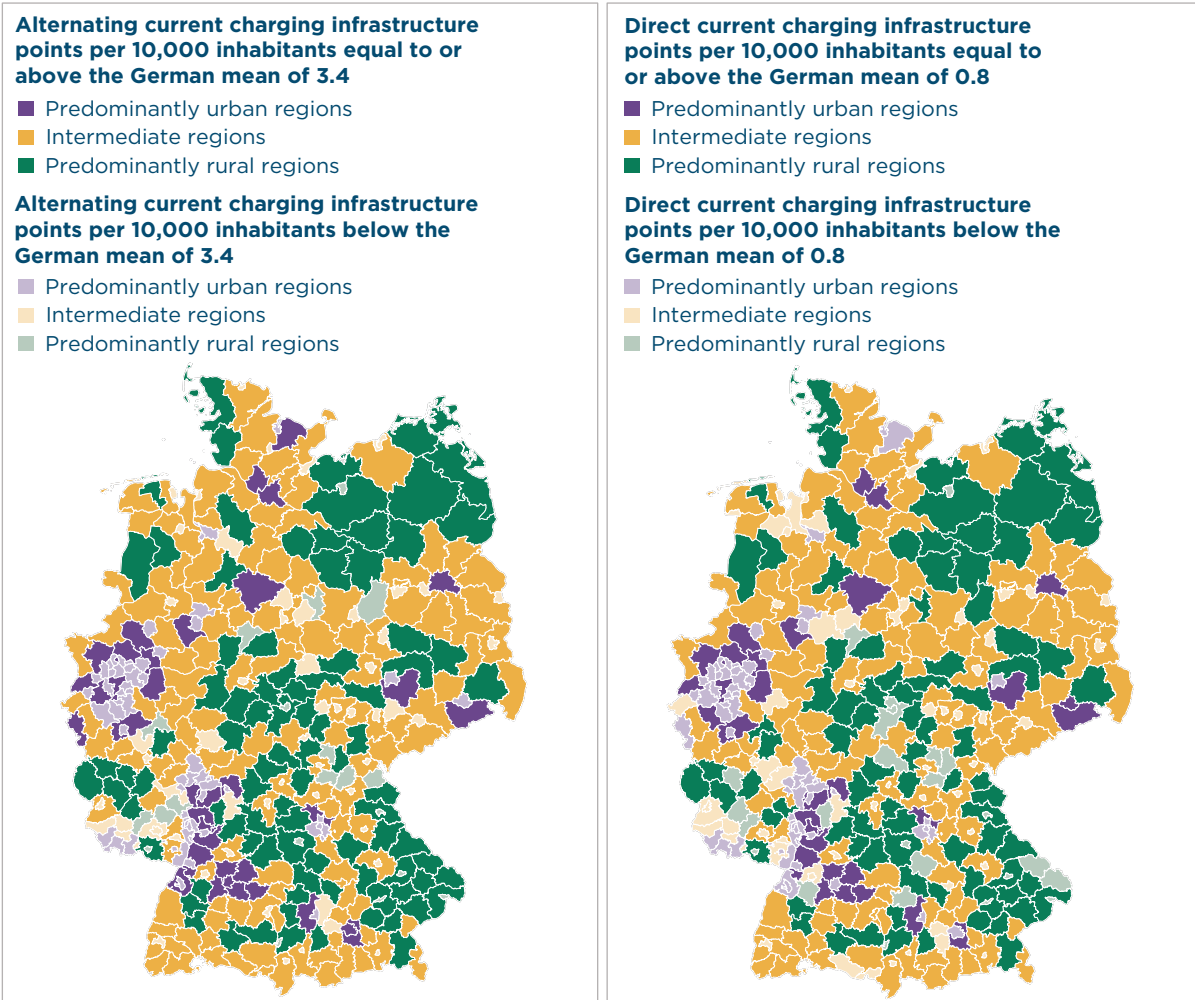 Alternating current charging infrastructure
points per 10,000 inhabitants equal to or
above the German mean of 3.4
Predominantly urban regions
Intermediate regions
Predominantly rural regions
Alternating current charging infrastructure
points per 10,000 inhabitants below the
German mean of 3.4
Predominantly urban regions
Intermediate regions
Predominantly rural regions
Direct current charging infrastructure
points per 10,000 inhabitants equal to
or above the German mean of 0.8
Predominantly urban regions
Intermediate regions
Predominantly rural regions
Direct current charging infrastructure
points per 10,000 inhabitants below the
German mean of 0.8
Predominantly urban regions
Intermediate regions
Predominantly rural regions